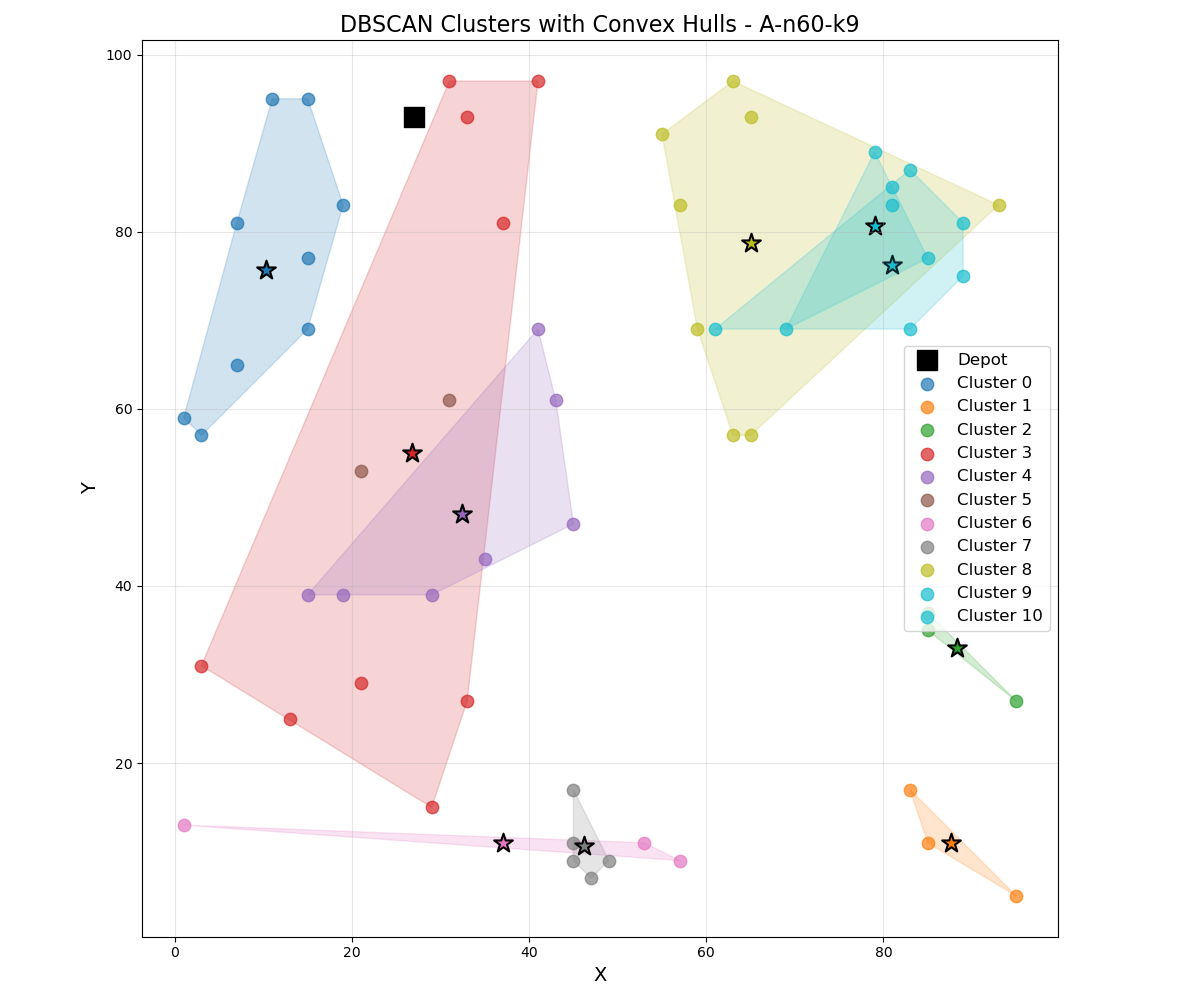 DBSCAN Clusters with Convex Hulls - A-n60-k9
100
80
60
40
20
Y
0
20
40
60
80
X
Depot
Cluster 0
Cluster 1
Cluster 2
Cluster 3
Cluster 4
Cluster 5
Cluster 6
Cluster 7
Cluster 8
Cluster 9
Cluster 10